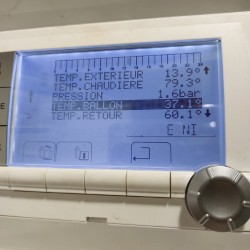 TEMP.EXTERIEUR 13.9°
TEMP.CHAUDIERE 79.3°
PRESSION 1.6bar
TEMP.BALLON 37.1°
TEMP.RETOUR 60.1°